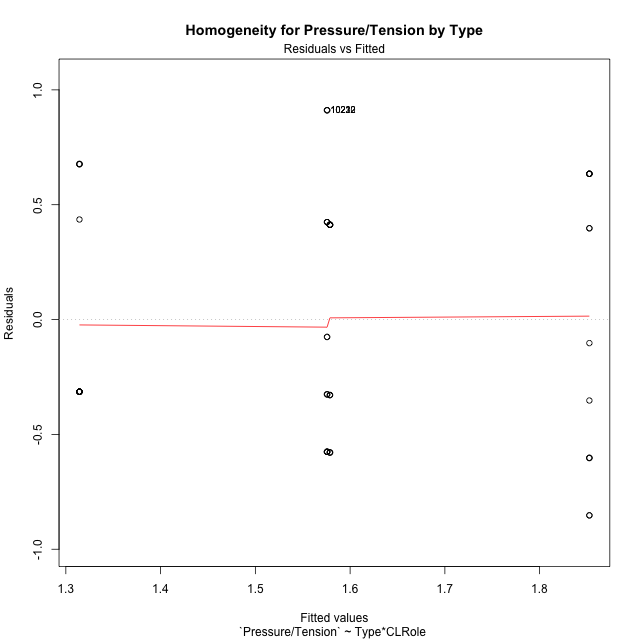 Homogeneity for Pressure/Tension by Type
Residuals vs Fitted
1.0
0.5
0.0
-0.5
-1.0
Residuals
1.3
1.4
1.5
1.6
1.7
1.8
Fitted values
`Pressure/Tension` ~ Type*CLRole